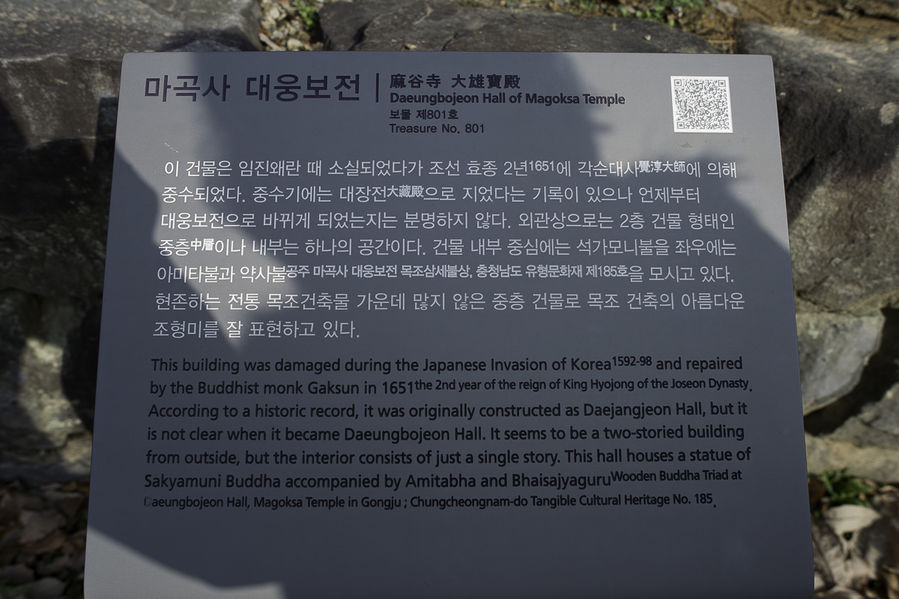 마곡사 대웅보전
麻谷寺 大雄寶殿
Daeungbojeon Hall of Magoksa Temple
보물 제801호
Treasure No. 801
이 건물은 임진왜란 때 소실되었다가 조선 효종 2년1651에 각순대사覺淳大師에 의해
중수되었다. 중수기에는 대장전大藏殿으로 지었다는 기록이 있으나 언제부터
대웅보전으로 바뀌게 되었는지는 분명하지 않다. 외관상으로는 2층 건물 형태인
중층中層이나 내부는 하나의 공간이다. 건물 내부 중심에는 석가모니불을 좌우에는
아미타불과 약사불공주 마곡사 대웅보전 목조삼세불상, 충청남도 유형문화재 제185호을 모시고 있다.
현존하는 전통 목조건축물 가운데 많지 않은 중층 건물로 목조 건축의 아름다운
조형미를 잘 표현하고 있다.
This building was damaged during the Japanese Invasion of Korea1592-98 and repaired
by the Buddhist monk Gaksun in 1651the 2nd year of the reign of King Hyojong of the Joseon Dynasty.
According to a historic record, it was originally constructed as Daejangjeon Hall, but it
is not clear when it became Daeungbojeon Hall. It seems to be a two-storied building
from outside, but the interior consists of just a single story. This hall houses a statue of
Sakyamuni Buddha accompanied by Amitabha and BhaisajyaguruWooden Buddha Triad at
Daeungbojeon Hall, Magoksa Temple in Gongju ; Chungcheongnam-do Tangible Cultural Heritage No. 185.